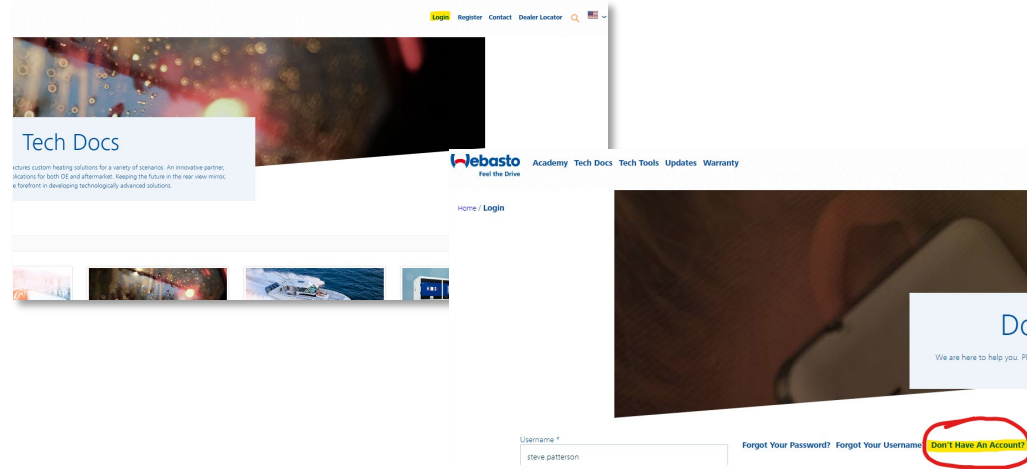 Login Register Contact Dealer Locator
Tech Docs
actures custom heating solutions for a variety of scenarios. An innovative partner,
plications for both OE and aftermarket. Keeping the future in the rear view mirror,
e forefront in developing technologically advanced solutions.
Webasto
Feel the Drive
Academy Tech Docs Tech Tools Updates Warranty
Home / Login
Do
We are here to help you. Pl
Username *
steve.patterson
Forgot Your Password? Forgot Your Username Don't Have An Account?